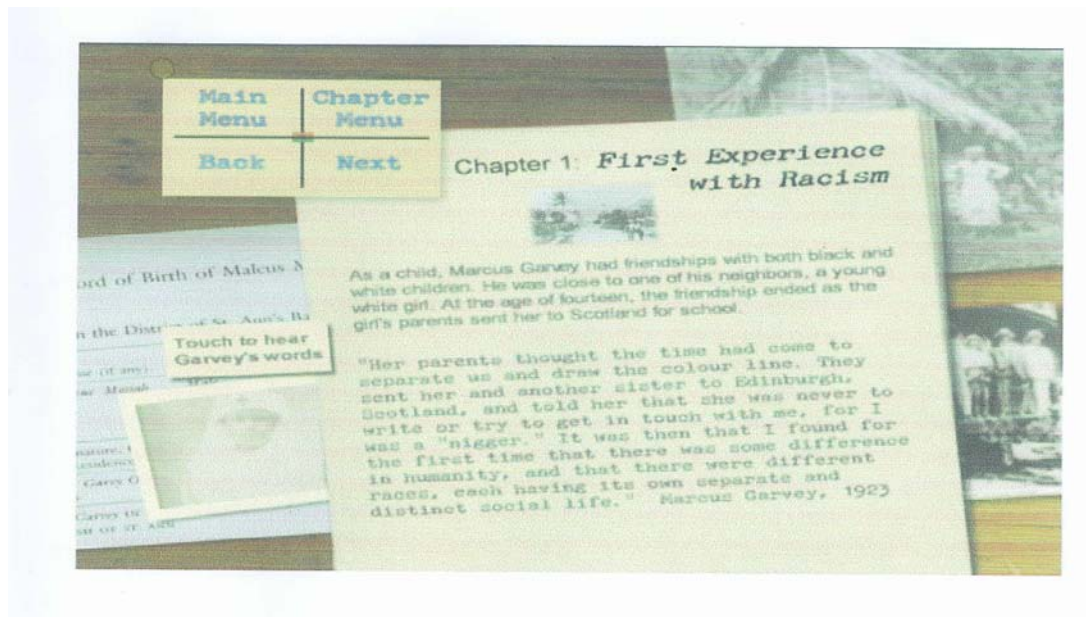 Main Menu
Chapter Menu
Back
Next
Chapter 1: First Experience
with Racism
As a child, Marcus Garvey had friendships with both black and
white children. He was close to one of his neighbors, a young
white girl. At the age of fourteen, the friendship ended as the
girl's parents sent her to Scotland for school.
"Her parents thought the time had come to
separate us and draw the colour line. They
sent her and another sister to Edinburgh,
Scotland, and told her that she was never to
write or try to get in touch with me, for I
was a "nigger." It was then that I found for
the first time that there was some difference
in humanity, and that there were different
races, each having its own separate and
distinct social life." Marcus Garvey, 1923
ord of Birth of Malcus M
n the District of St. Ann's Ba
Touch to hear
Garvey's words
(if any)
Mosiah